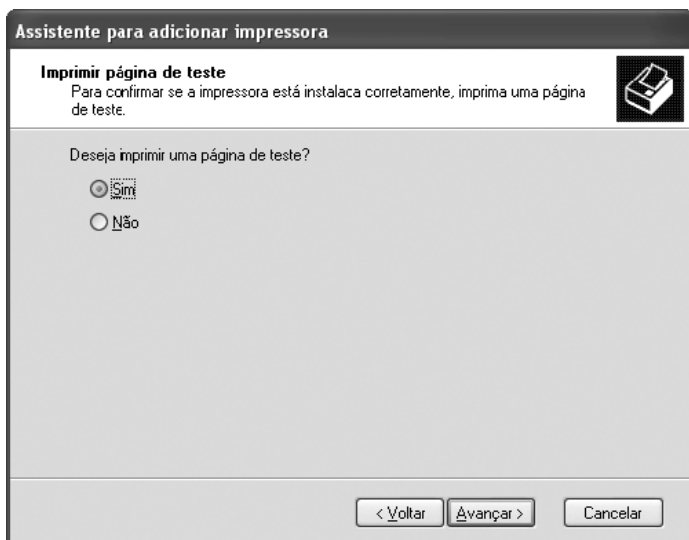 Assistente para adicionar impressora
Imprimir página de teste
Para confirmar se a impressora está instalaca corretamente, imprima uma página
de teste.
Deseja imprimir uma página de teste?
Sim
Não
< Voltar
Avançar >
Cancelar